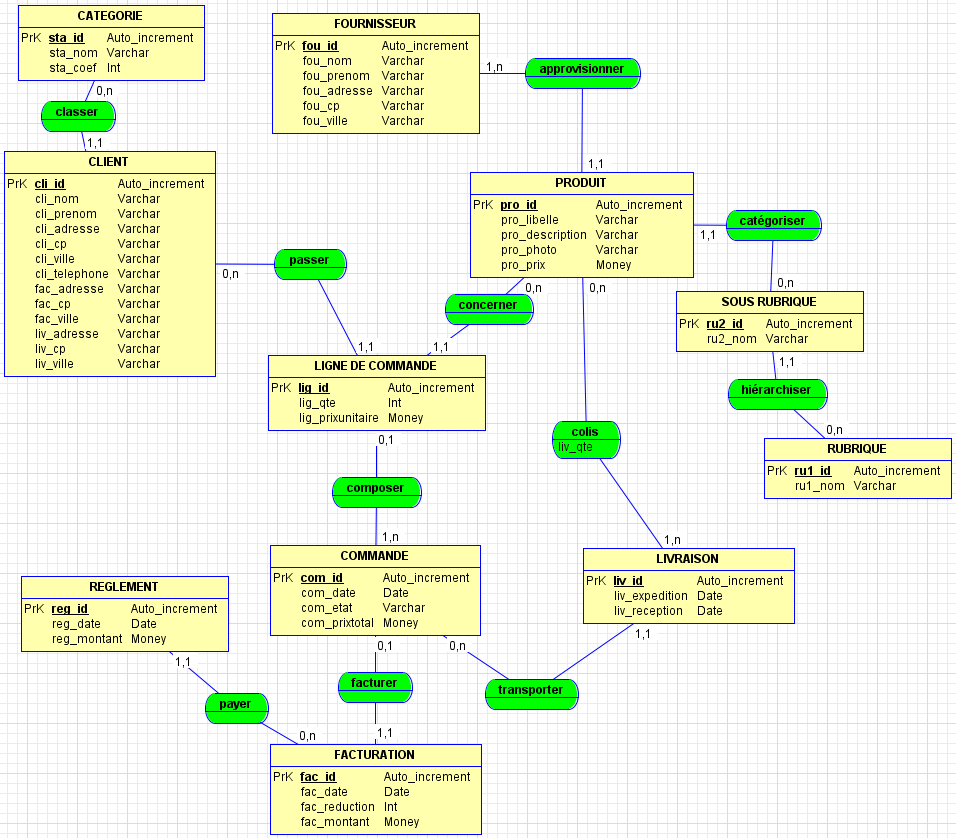 CATEGORIE
PrK sta_id Auto_increment
sta_nom Varchar
sta_coef Int
0,n
classer
1,1
CLIENT
PrK cli_id Auto_increment
cli_nom Varchar
cli_prenom Varchar
cli_adresse Varchar
cli_cp Varchar
cli_ville Varchar
cli_telephone Varchar
fac_adresse Varchar
fac_cp Varchar
fac_ville Varchar
liv_adresse Varchar
liv_cp Varchar
liv_ville Varchar
0,n
passer
1,1
FOURNISSEUR
PrK fou_id Auto_increment
fou_nom Varchar
fou_prenom Varchar
fou_adresse Varchar
fou_cp Varchar
fou_ville Varchar
1,n
approvisionner
1,1
PRODUIT
PrK pro_id Auto_increment
pro_libelle Varchar
pro_description Varchar
pro_photo Varchar
pro_prix Money
1,1
catégoriser
0,n
SOUS RUBRIQUE
PrK ru2_id Auto_increment
ru2_nom Varchar
1,1
hiérarchiser
0,n
RUBRIQUE
PrK ru1_id Auto_increment
ru1_nom Varchar
0,n
concerner
1,1
LIGNE DE COMMANDE
PrK lig_id Auto_increment
lig_qte Int
lig_prixunitaire Money
0,1
composer
1,n
COMMANDE
PrK com_id Auto_increment
com_date Date
com_etat Varchar
com_prixtotal Money
0,n
colis
liv_qte
1,n
LIVRAISON
PrK liv_id Auto_increment
liv_expedition Date
liv_reception Date
1,1
transporter
0,n
0,1
facturer
1,1
REGLEMENT
PrK reg_id Auto_increment
reg_date Date
reg_montant Money
1,1
payer
0,n
FACTURATION
PrK fac_id Auto_increment
fac_date Date
fac_reduction Int
fac_montant Money